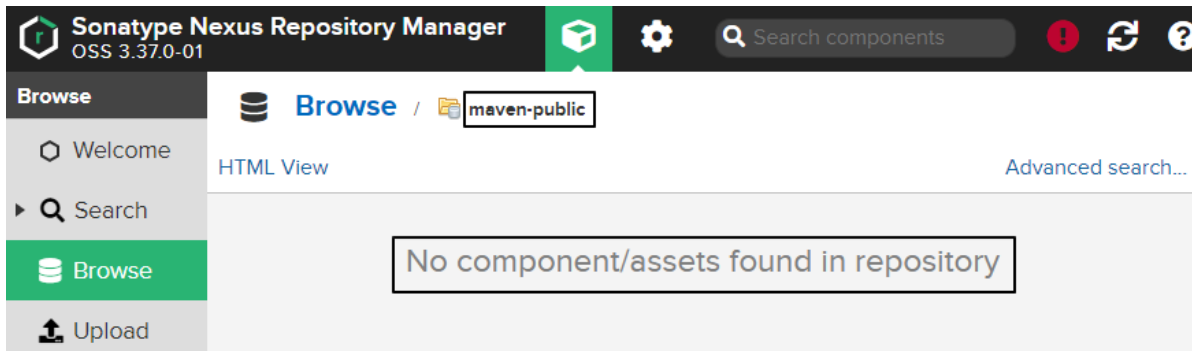 Sonatype Nexus Repository Manager
OSS 3.37.0-01
Search components
Browse
Browse / maven-public
Welcome
HTML View
Advanced search...
Search
No component/assets found in repository
Browse
Upload